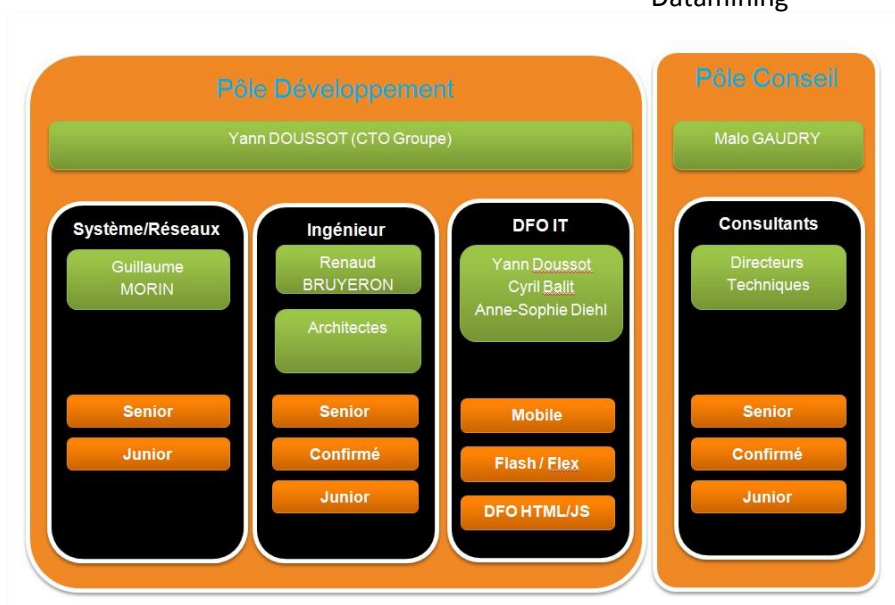 Datamining
Pôle Développement
Yann DOUSSOT (CTO Groupe)
Système/Réseaux
Guillaume
MORIN
Senior
Junior
Ingénieur
Renaud
BRUYERON
Architectes
Senior
Confirmé
Junior
DFO IT
Yann Doussot
Cyril Balit
Anne-Sophie Diehl
Mobile
Flash / Flex
DFO HTML/JS
Pôle Conseil
Malo GAUDRY
Consultants
Directeurs
Techniques
Senior
Confirmé
Junior